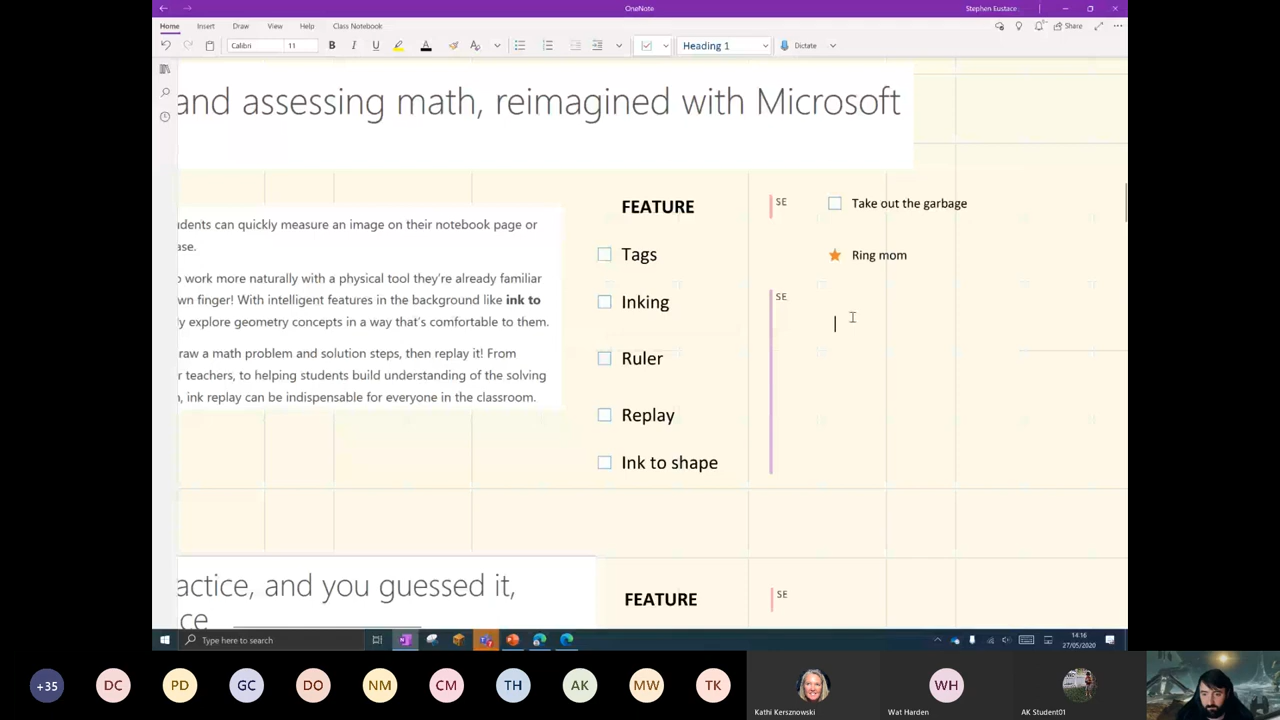 OneNote
Stephen Eustace
Home
Insert
Draw
View
Help
Class Notebook
Share
Calibri
11
B
I
U
A
Heading 1
Dictate
and assessing math, reimagined with Microsoft
udents can quickly measure an image on their notebook page or
ase.
o work more naturally with a physical tool they're already familiar
wn finger! With intelligent features in the background like ink to
ly explore geometry concepts in a way that's comfortable to them.
raw a math problem and solution steps, then replay it! From
r teachers, to helping students build understanding of the solving
n, ink replay can be indispensable for everyone in the classroom.
FEATURE
Tags
Inking
Ruler
Replay
Ink to shape
SE
Take out the garbage
Ring mom
SE
actice, and you guessed it,
ce
FEATURE
SE
Type here to search
14:16
27/05/2020
+35
DC
PD
GC
DO
NM
CM
TH
AK
MW
TK
Kathi Kersznowski
WH
Wat Harden
AK Student01